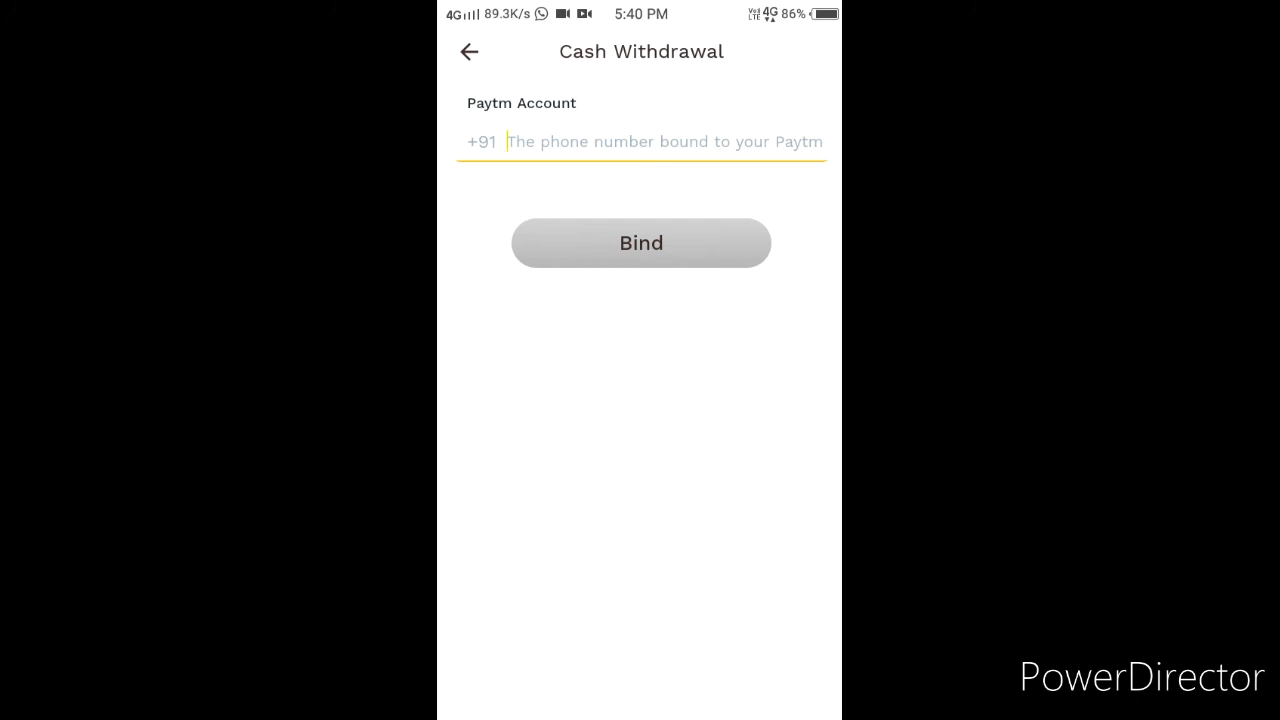 4G 89.3K/s 5:40 PM VoLTE 4G 86%
Cash Withdrawal
Paytm Account
+91 The phone number bound to your Paytm
Bind
PowerDirector